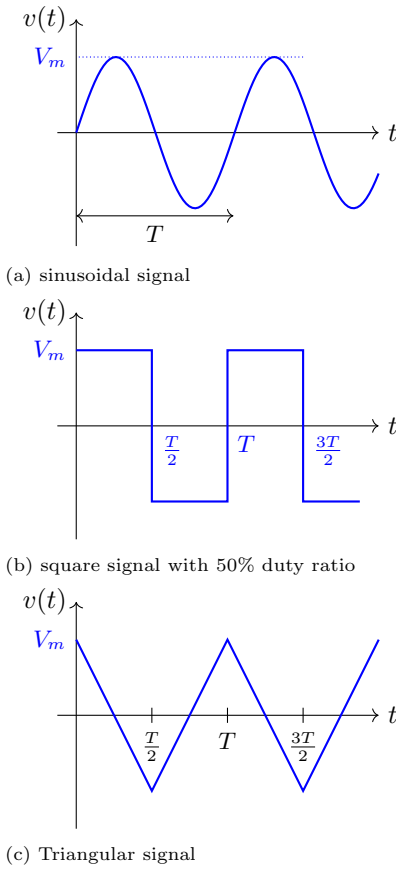 v(t)
V_m
t
T
(a) sinusoidal signal
v(t)
V_m
t
T/2 T 3T/2
(b) square signal with 50% duty ratio
v(t)
V_m
t
T/2 T 3T/2
(c) Triangular signal